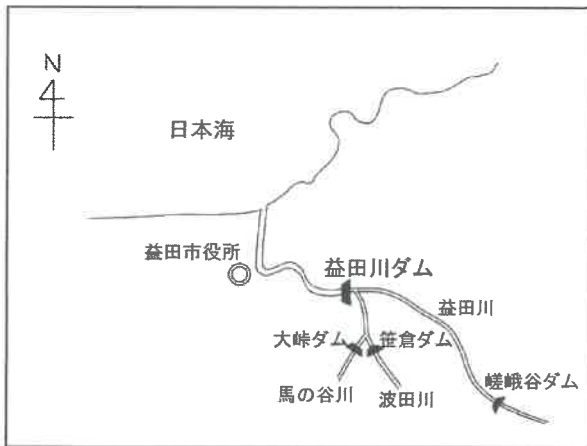 N
日本海
益田市役所
益田川ダム
益田川
大峠ダム
笹倉ダム
嵯峨谷ダム
馬の谷川
波田川